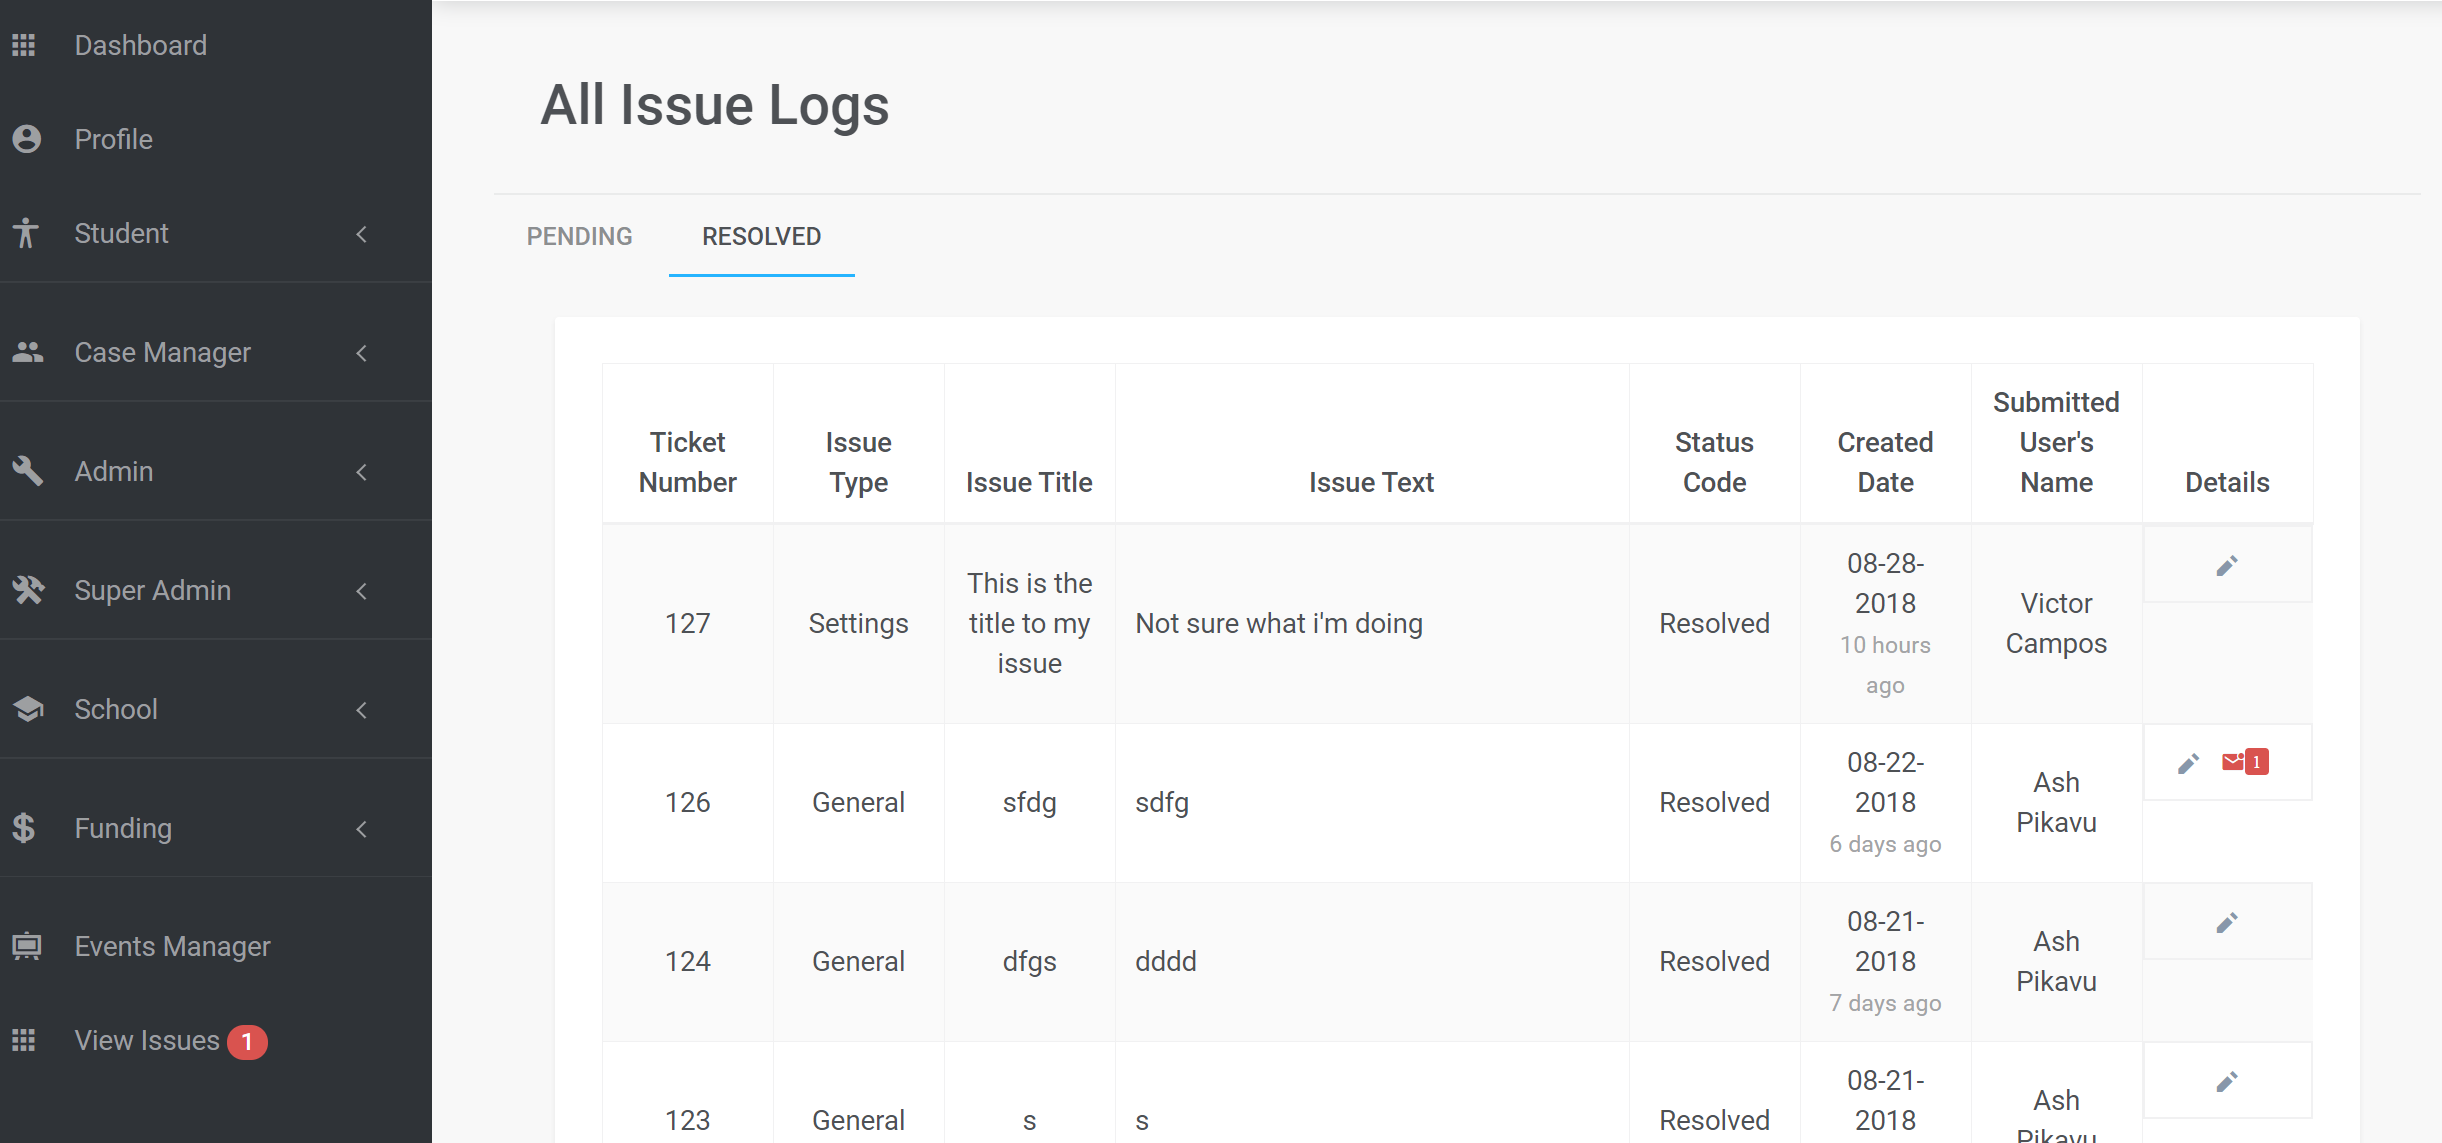 Dashboard
Profile
Student
Case Manager
Admin
Super Admin
School
Funding
Events Manager
View Issues 1
All Issue Logs
PENDING RESOLVED
Ticket Number Issue Type Issue Title Issue Text Status Code Created Date Submitted User's Name Details
127 Settings This is the title to my issue Not sure what i'm doing Resolved 08-28-2018 10 hours ago Victor Campos
126 General sfdg sdfg Resolved 08-22-2018 6 days ago Ash Pikavu 1
124 General dfgs dddd Resolved 08-21-2018 7 days ago Ash Pikavu
123 General s s Resolved 08-21-2018 Ash Pikavu